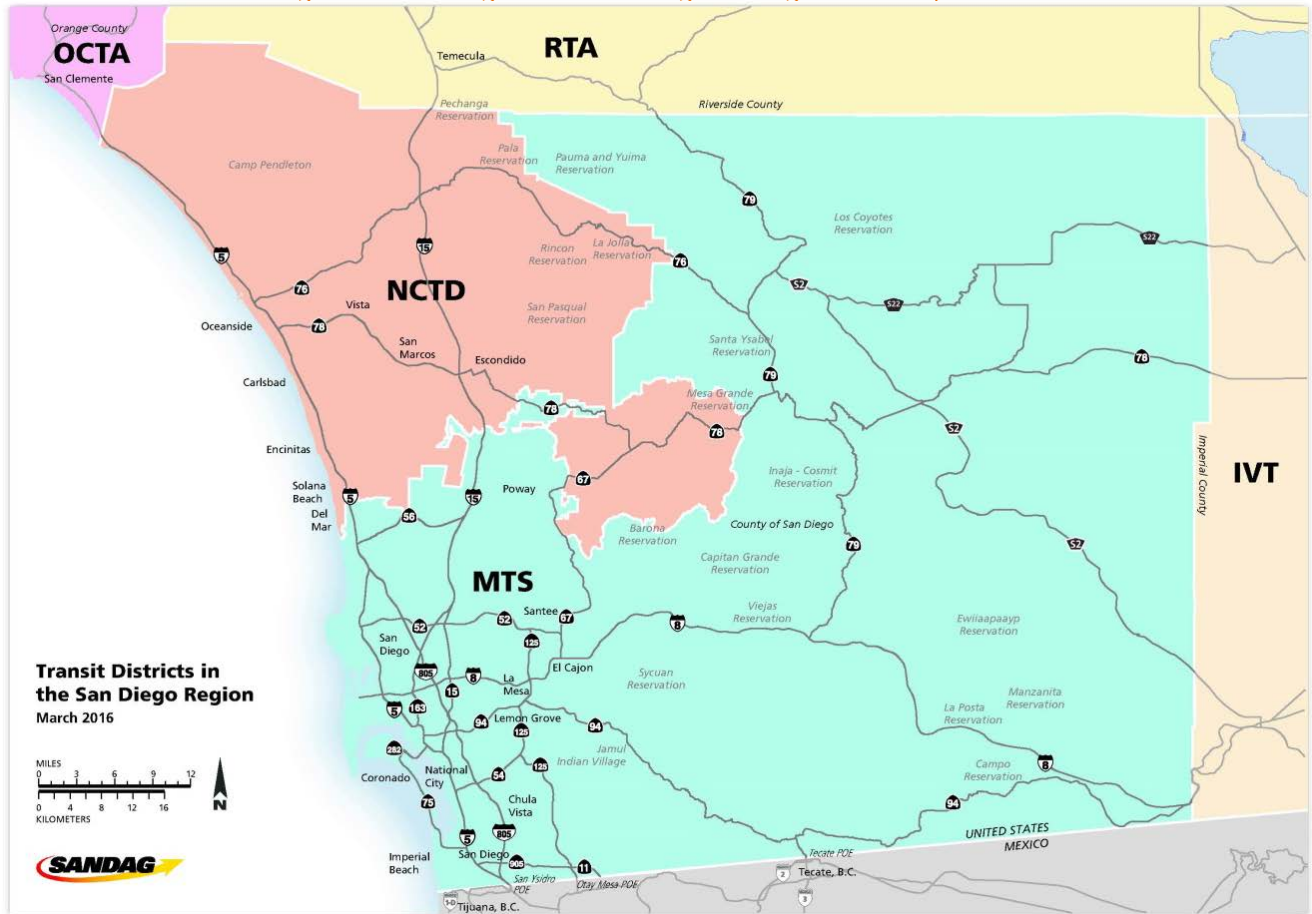 Orange County
OCTA
San Clemente
RTA
Temecula
Riverside County
Pechanga
Reservation
Camp Pendleton
Pala
Reservation
Pauma and Yuima
Reservation
79
Los Coyotes
Reservation
S22
5
15
Rincon
Reservation
La Jolla
Reservation
76
76
S2
S22
NCTD
Vista
San Pasqual
Reservation
Oceanside
78
San
Marcos
Escondido
Santa Ysabel
Reservation
78
79
Carlsbad
Mesa Grande
Reservation
78
78
S2
Encinitas
Imperial County
IVT
Inaja - Cosmit
Reservation
67
Solana
Beach
5
15
Poway
Del
Mar
56
Barona
Reservation
County of San Diego
79
S2
Capitan Grande
Reservation
MTS
Viejas
Reservation
Ewiiaapaayp
Reservation
52
52
Santee
67
8
125
San
Diego
El Cajon
805
8
La
Mesa
Sycuan
Reservation
15
Transit Districts in
the San Diego Region
March 2016
Manzanita
Reservation
La Posta
Reservation
5
163
94
Lemon Grove
94
125
Jamul
Indian Village
282
MILES
0 3 6 9 12
0 4 8 12 16
KILOMETERS
N
Coronado
National
City
54
125
Campo
Reservation
8
75
Chula
Vista
94
5
805
UNITED STATES
MEXICO
SANDAG
Imperial
Beach
San Diego
905
11
Tecate POE
San Ysidro
POE
Otay Mesa POE
2
Tecate, B.C.
1-D
Tijuana, B.C.
3